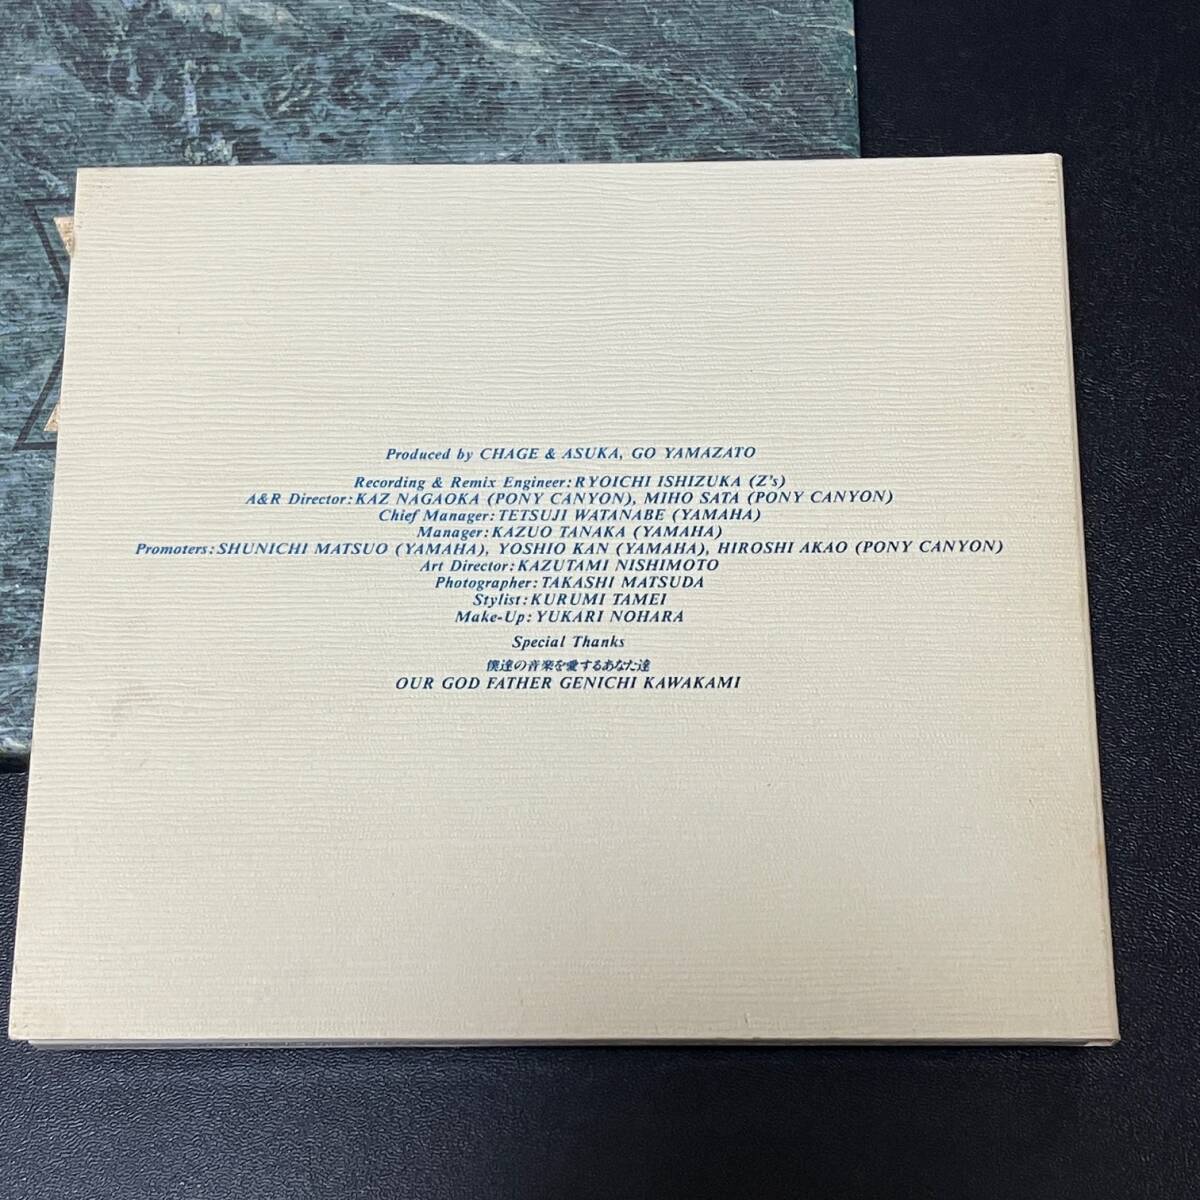 Produced by CHAGE & ASUKA, GO YAMAZATO
Recording & Remix Engineer: RYOICHI ISHIZUKA (Z's)
A&R Director: KAZ NAGAOKA (PONY CANYON), MIHO SATA (PONY CANYON)
Chief Manager: TETSUJI WATANABE (YAMAHA)
Manager: KAZUO TANAKA (YAMAHA)
Promoters: SHUNICHI MATSUO (YAMAHA), YOSHIO KAN (YAMAHA), HIROSHI AKAO (PONY CANYON)
Art Director: KAZUTAMI NISHIMOTO
Photographer: TAKASHI MATSUDA
Stylist: KURUMI TAMEI
Make-Up: YUKARI NOHARA
Special Thanks
僕達の音楽を愛するあなた達
OUR GOD FATHER GENICHI KAWAKAMI